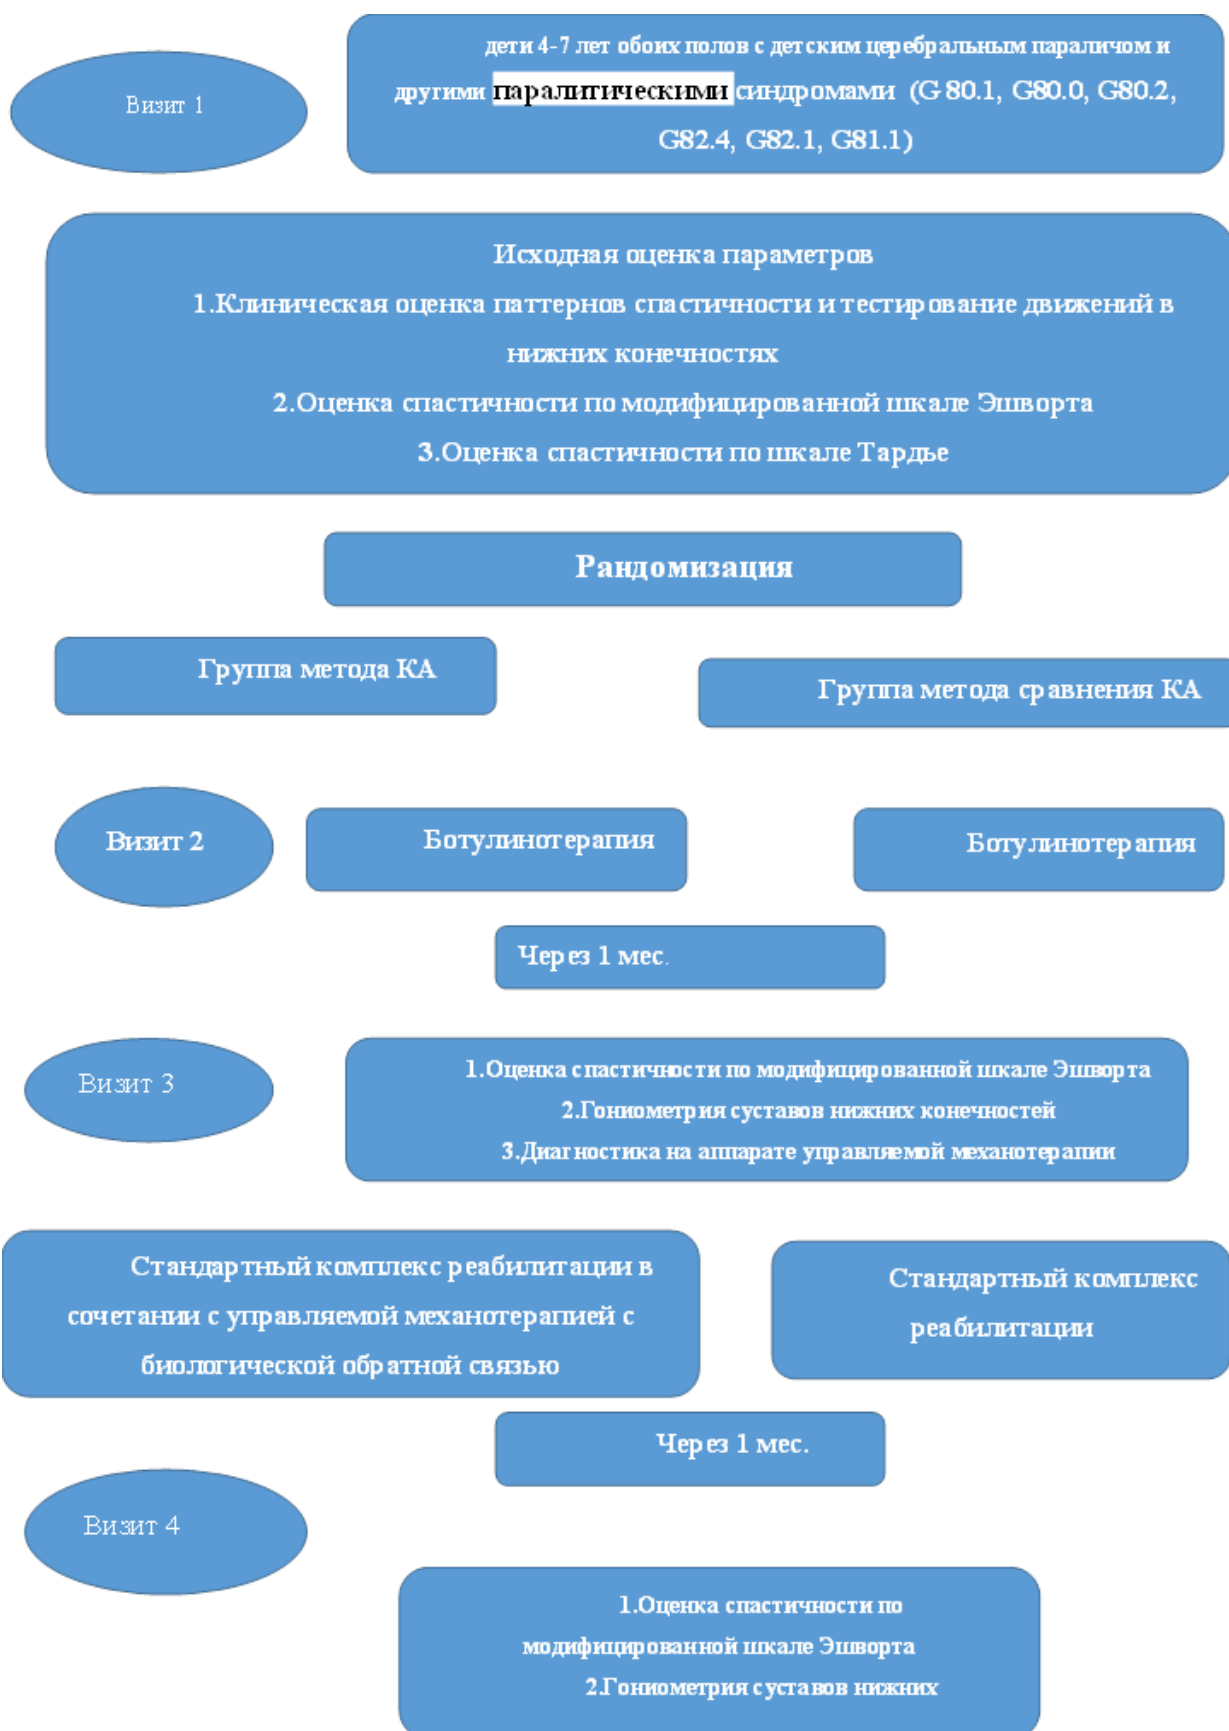 Визит 1
дети 4-7 лет обоих полов с детским церебральным параличом и
другими паралитическими синдромами (G 80.1, G80.0, G80.2,
G82.4, G82.1, G81.1)
Исходная оценка параметров
1.Клиническая оценка паттернов спастичности и тестирование движений в
нижних конечностях
2.Оценка спастичности по модифицированной шкале Эшворта
3.Оценка спастичности по шкале Тардье
Рандомизация
Группа метода КА
Группа метода сравнения КА
Визит 2
Ботулинотерапия
Ботулинотерапия
Через 1 мес.
Визит 3
1.Оценка спастичности по модифицированной шкале Эшворта
2.Гониометрия суставов нижних конечностей
3.Диагностика на аппарате управляемой механотерапии
Стандартный комплекс реабилитации в
сочетании с управляемой механотерапией с
биологической обратной связью
Стандартный комплекс
реабилитации
Через 1 мес.
Визит 4
1.Оценка спастичности по
модифицированной шкале Эшворта
2.Гониометрия суставов нижних